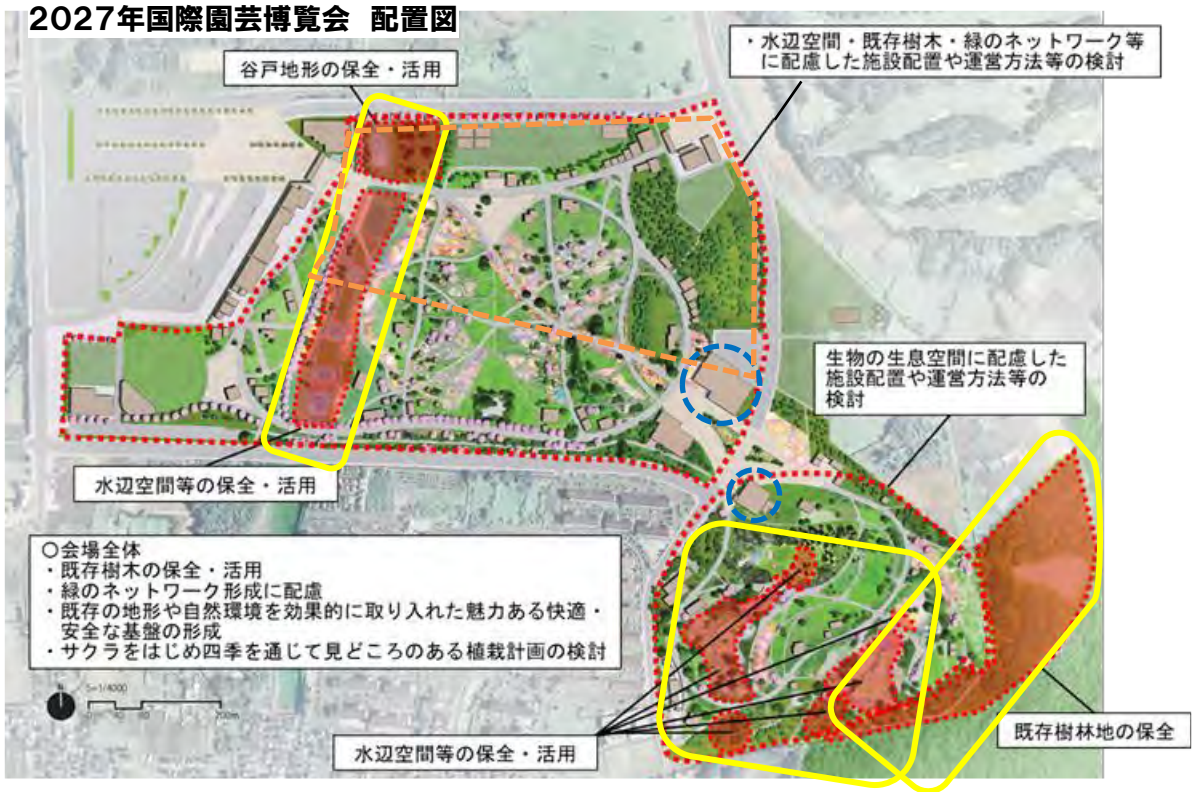 2027年国際園芸博覧会 配置図
谷戸地形の保全・活用
・水辺空間・既存樹木・緑のネットワーク等
に配慮した施設配置や運営方法等の検討
生物の生息空間に配慮した
施設配置や運営方法等の
検討
水辺空間等の保全・活用
○会場全体
・既存樹木の保全・活用
・緑のネットワーク形成に配慮
・既存の地形や自然環境を効果的に取り入れた魅力ある快適・
安全な基盤の形成
・サクラをはじめ四季を通じて見どころのある植栽計画の検討
N
S=1/4000
0 40 80 200m
水辺空間等の保全・活用
既存樹林地の保全